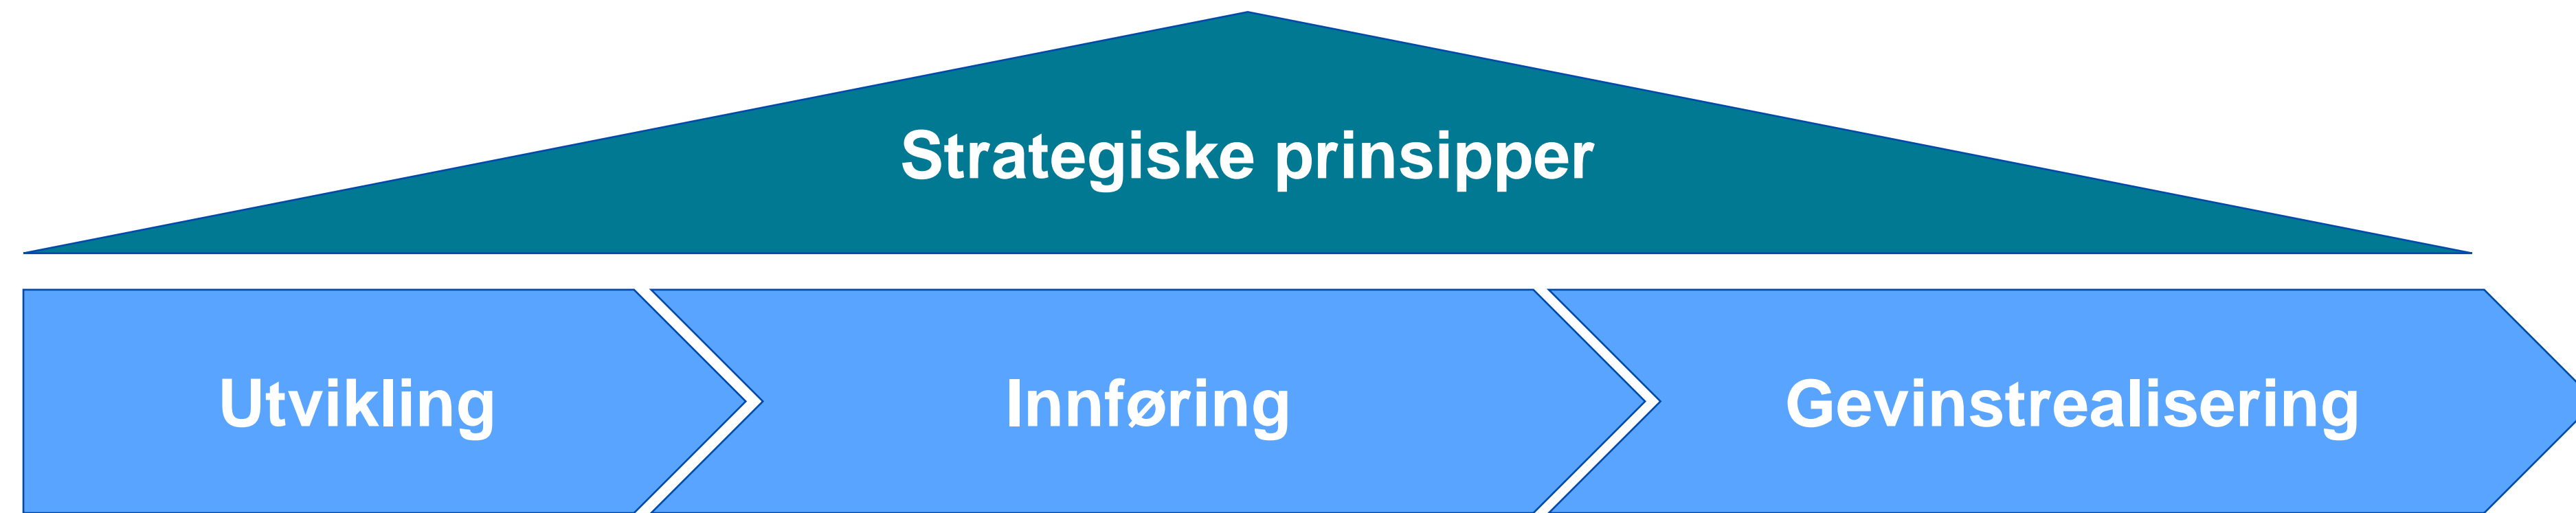 Strategiske prinsipper
Utvikling
Innføring
Gevinstrealisering